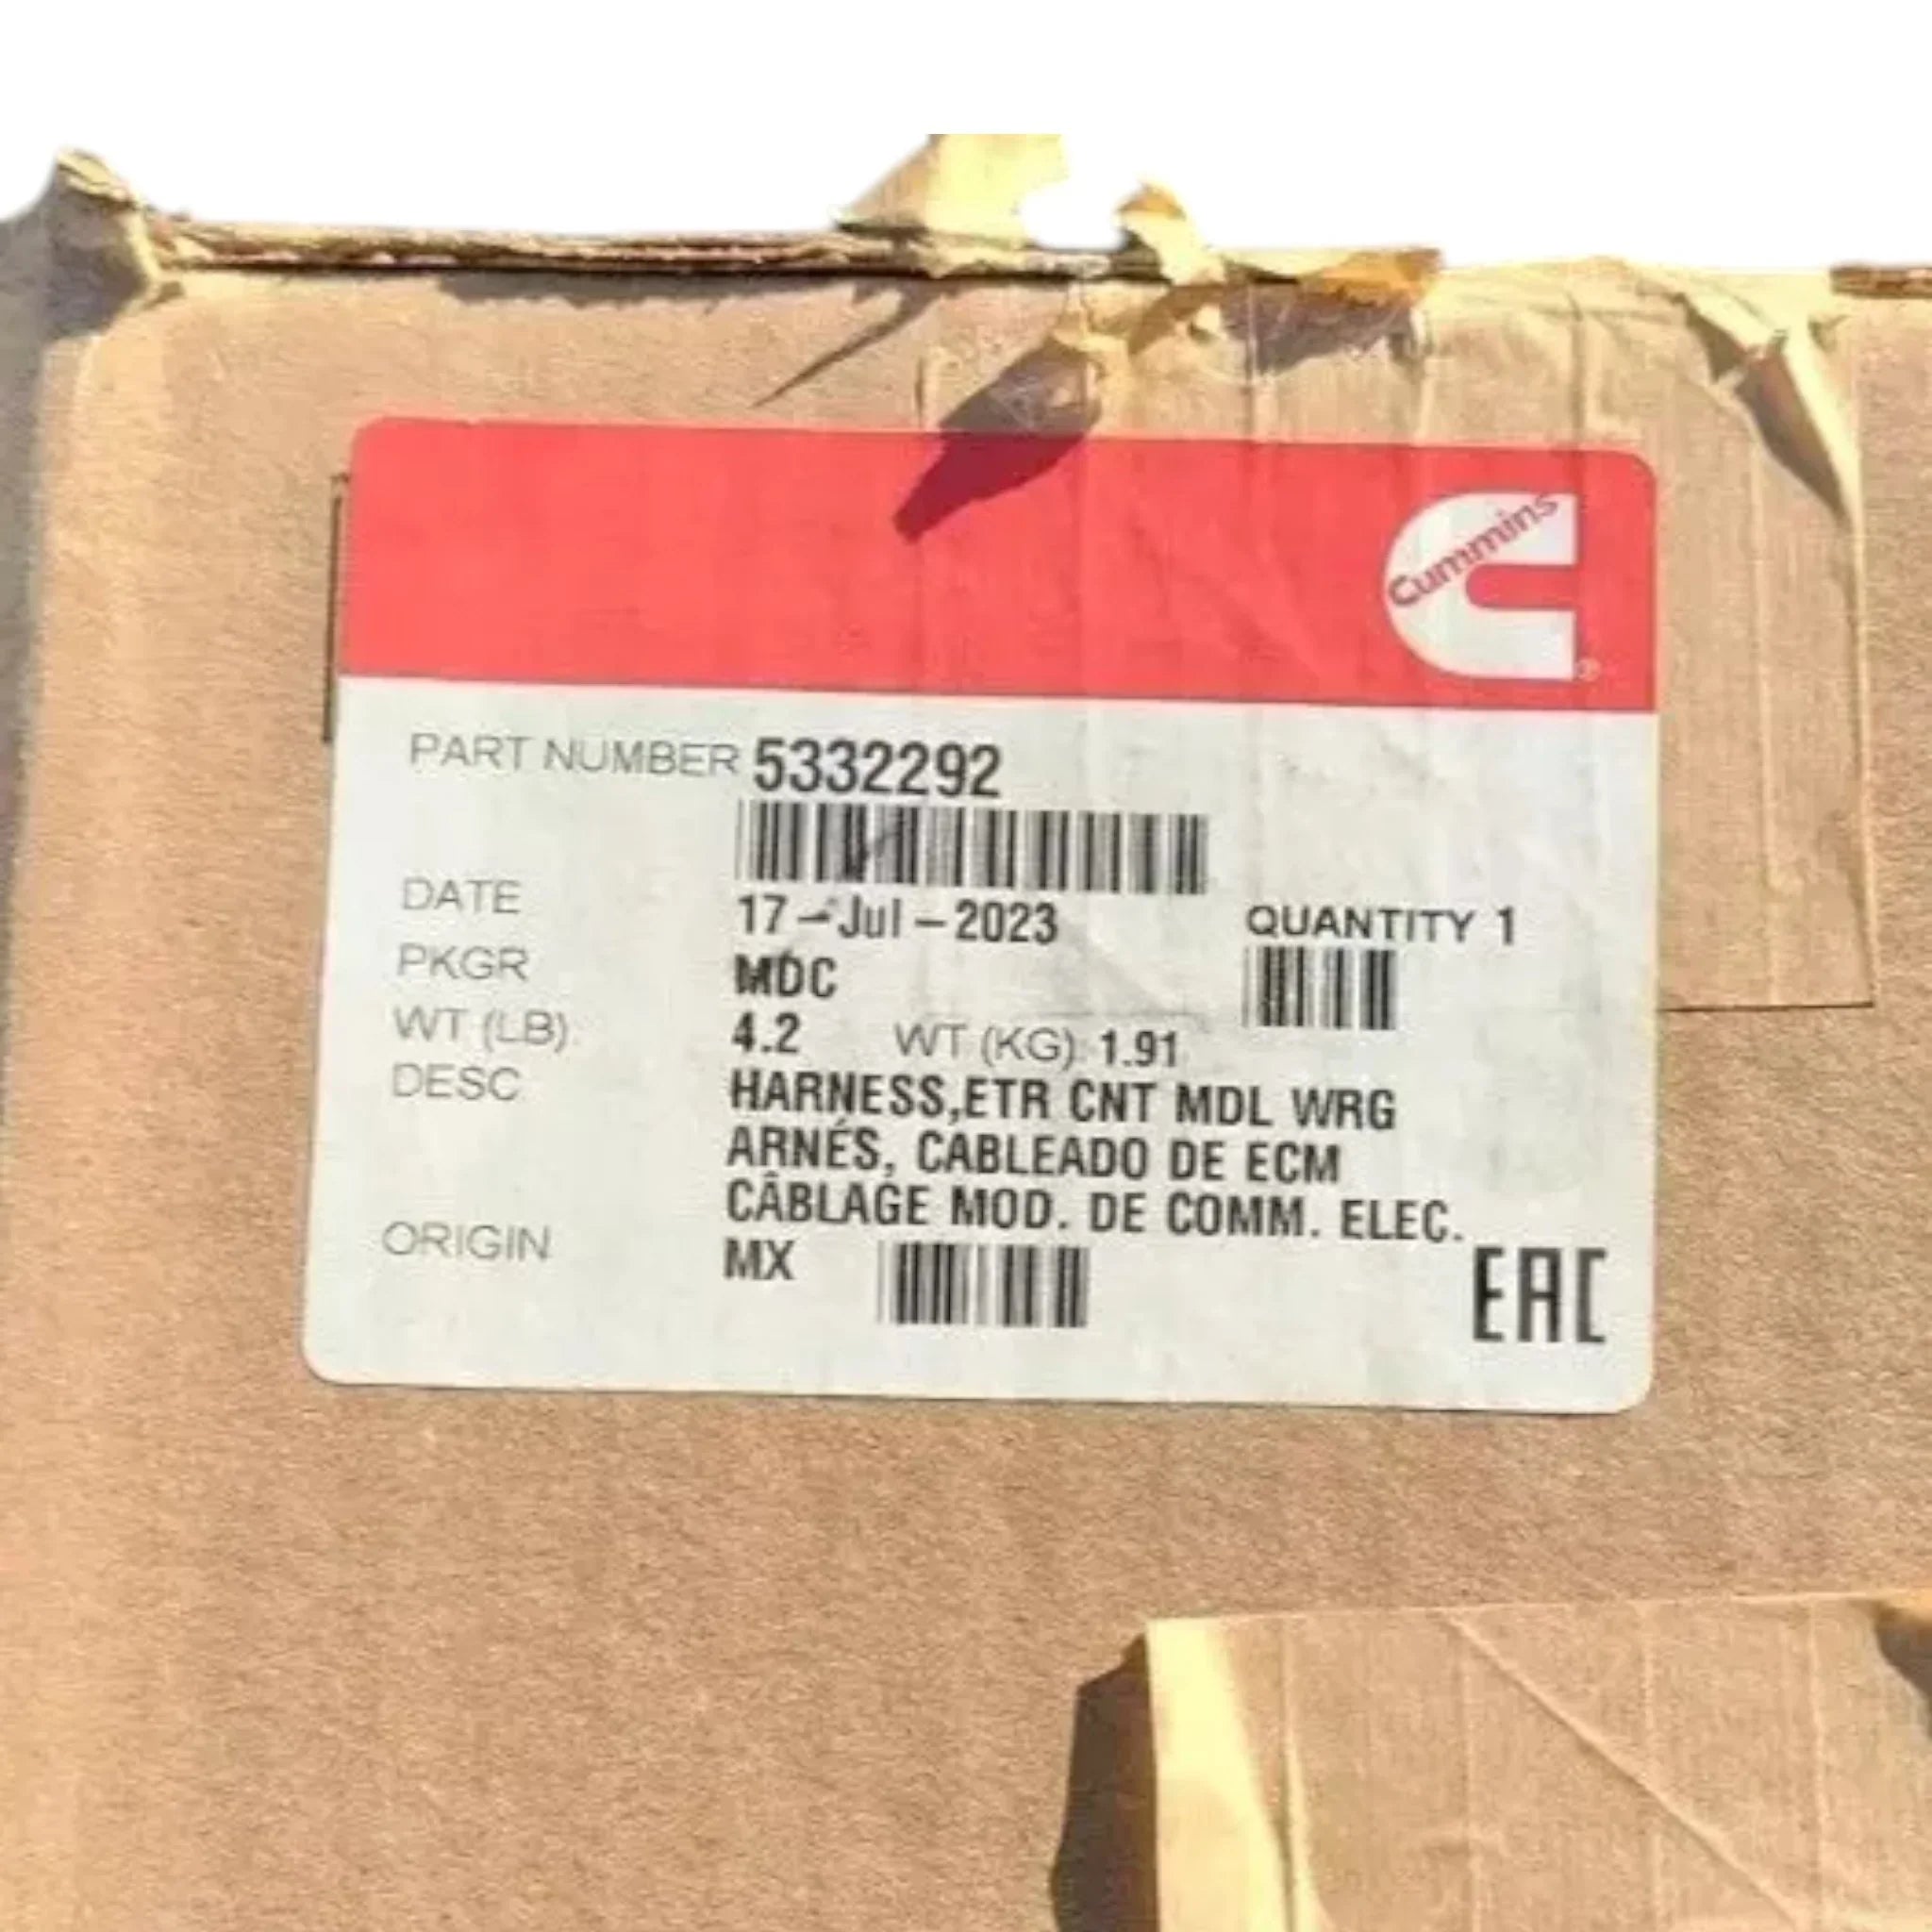 Cummins
PART NUMBER 5332292
DATE 17-Jul-2023 QUANTITY 1
PKGR MDC
WT (LB) 4.2 WT (KG) 1.91
DESC HARNESS,ETR CNT MDL WRG
ARNÉS, CABLEADO DE ECM
CÂBLAGE MOD. DE COMM. ELEC.
ORIGIN MX
EAC